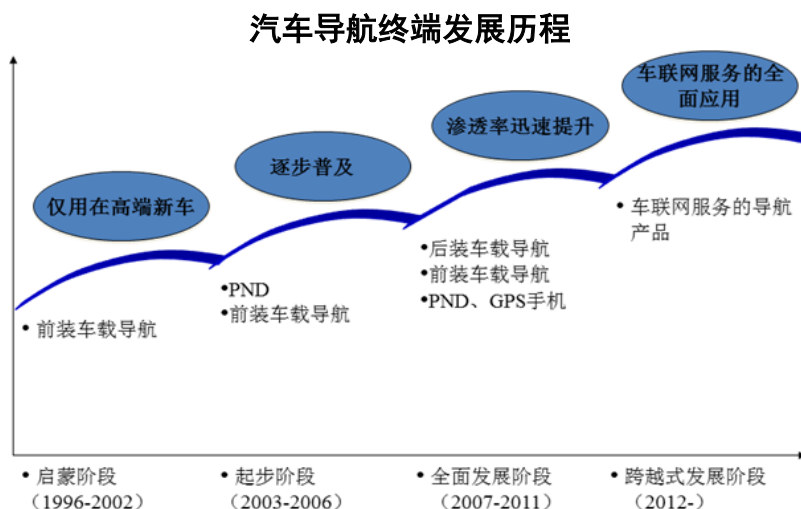 汽车导航终端发展历程
仅用在高端新车
逐步普及
渗透率迅速提升
车联网服务的全
面应用
• 前装车载导航
•PND
•前装车载导航
•后装车载导航
•前装车载导航
•PND、GPS手机
• 车联网服务的导航
产品
• 启蒙阶段
（1996-2002）
• 起步阶段
（2003-2006）
• 全面发展阶段
（2007-2011）
• 跨越式发展阶段
（2012-）